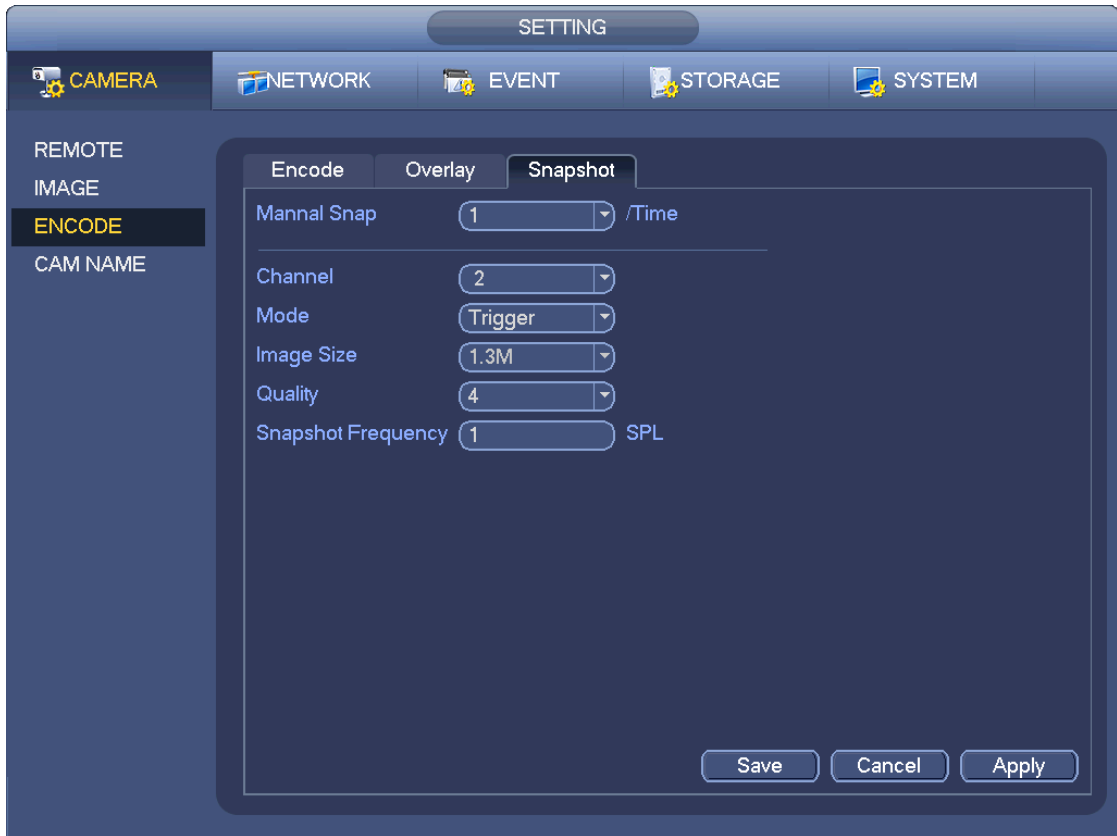 SETTING
CAMERA NETWORK EVENT STORAGE SYSTEM
REMOTE
IMAGE
ENCODE
CAM NAME
Encode Overlay Snapshot
Mannal Snap 1 /Time
Channel 2
Mode Trigger
Image Size 1.3M
Quality 4
Snapshot Frequency 1 SPL
Save Cancel Apply